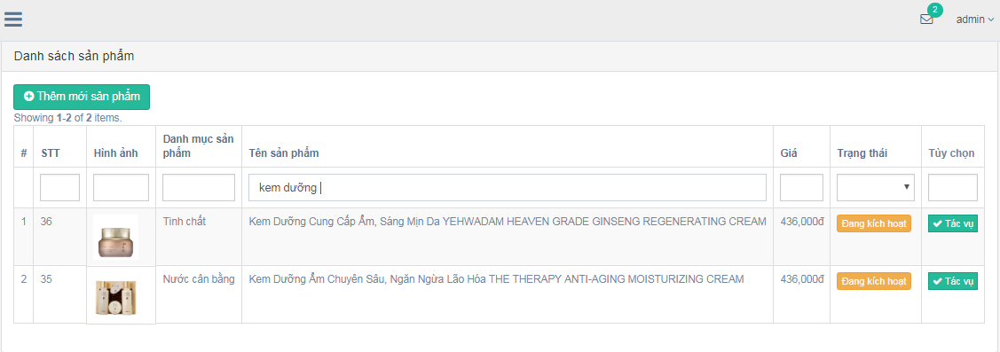 2
admin
Danh sách sản phẩm
Thêm mới sản phẩm
Showing 1-2 of 2 items.
# STT Hình ảnh Danh mục sản phẩm Tên sản phẩm Giá Trạng thái Tùy chọn
kem dưỡng
1 36 Tinh chất Kem Dưỡng Cung Cấp Ẩm, Sáng Mịn Da YEHWADAM HEAVEN GRADE GINSENG REGENERATING CREAM 436,000đ Đang kích hoạt Tác vụ
2 35 Nước cân bằng Kem Dưỡng Ẩm Chuyên Sâu, Ngăn Ngừa Lão Hóa THE THERAPY ANTI-AGING MOISTURIZING CREAM 436,000đ Đang kích hoạt Tác vụ